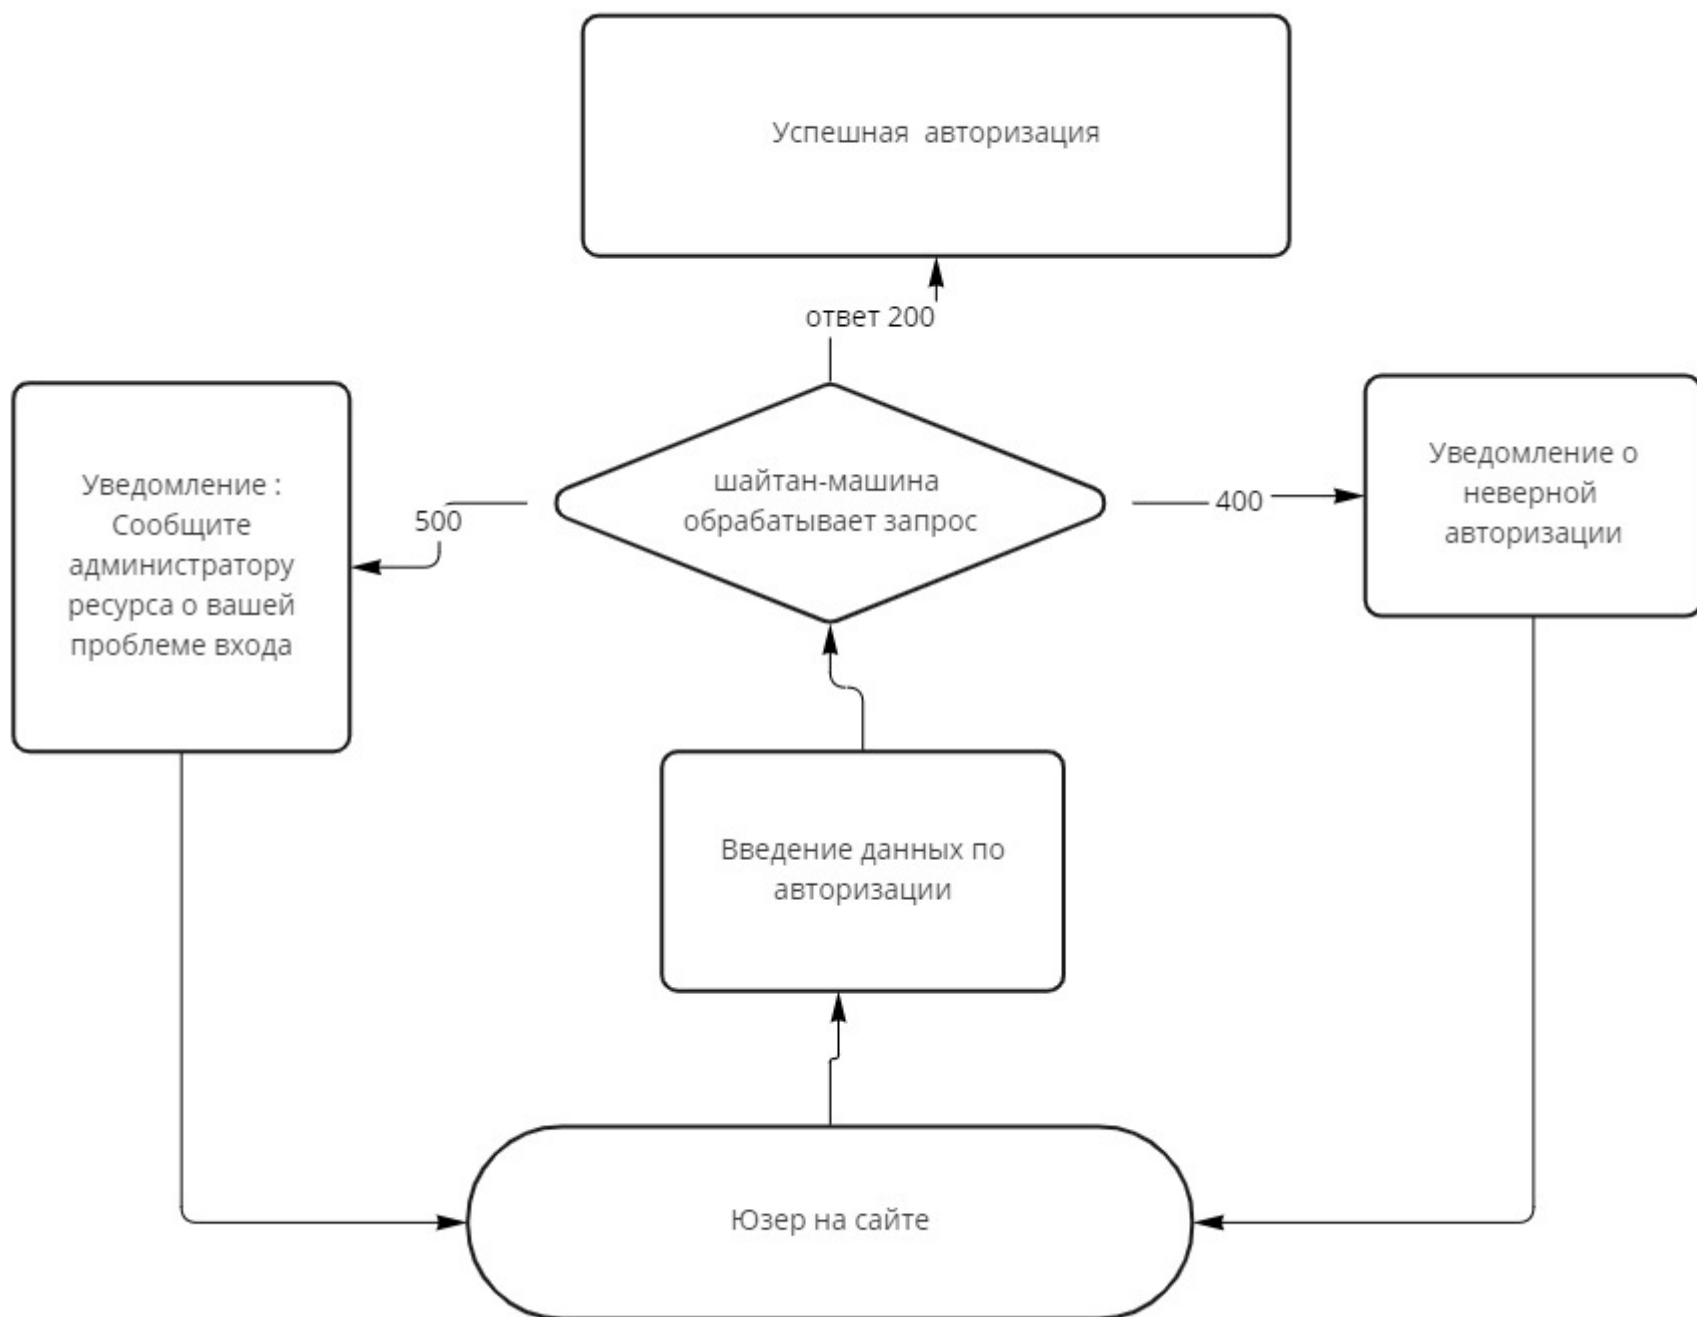 Успешная авторизация
ответ 200
Уведомление :
Сообщите
администратору
ресурса о вашей
проблеме входа
500
шайтан-машина
обрабатывает запрос
400
Уведомление о
неверной
авторизации
Введение данных по
авторизации
Юзер на сайте